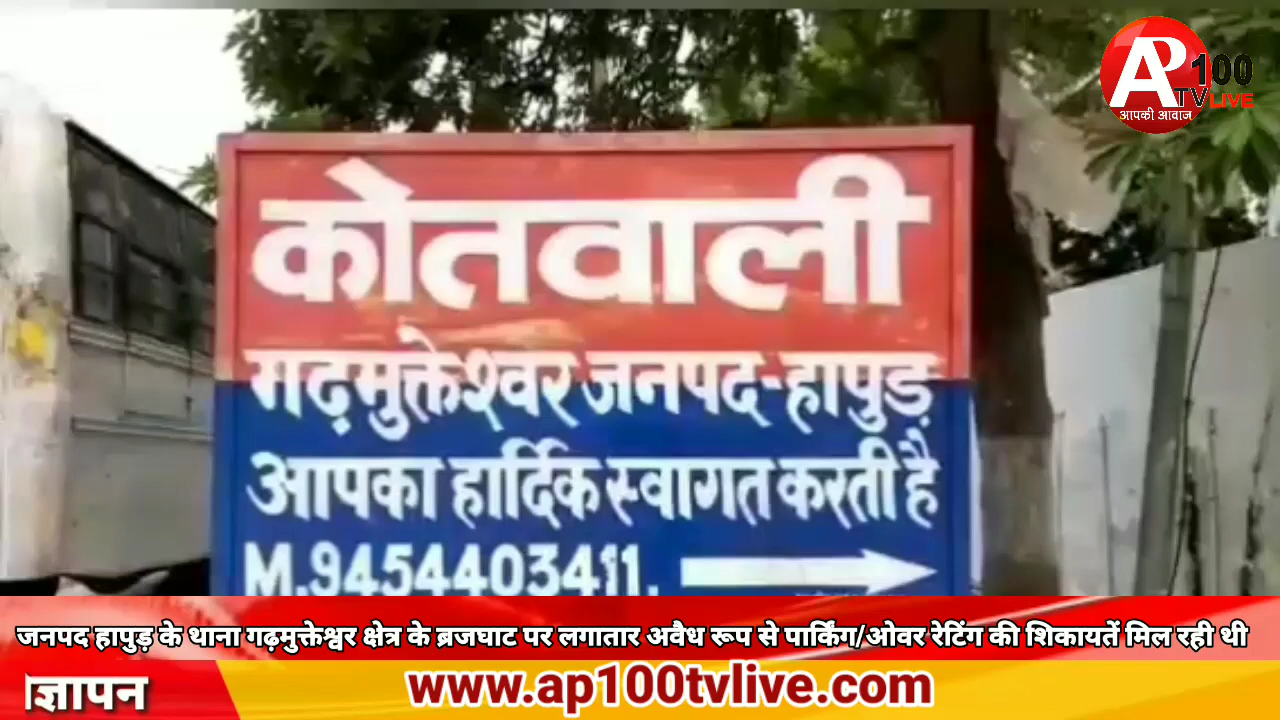 AP
100
TV LIVE
आपकी आवाज
कोतवाली
गढ़मुक्तेश्वर जनपद-हापुड़
आपका हार्दिक स्वागत करती है
M.9454403411.
जनपद हापुड़ के थाना गढ़मुक्तेश्वर क्षेत्र के ब्रजघाट पर लगातार अवैध रूप से पार्किंग/ओवर रेटिंग की शिकायतें मिल रही थी
ज्ञापन
www.ap100tvlive.com